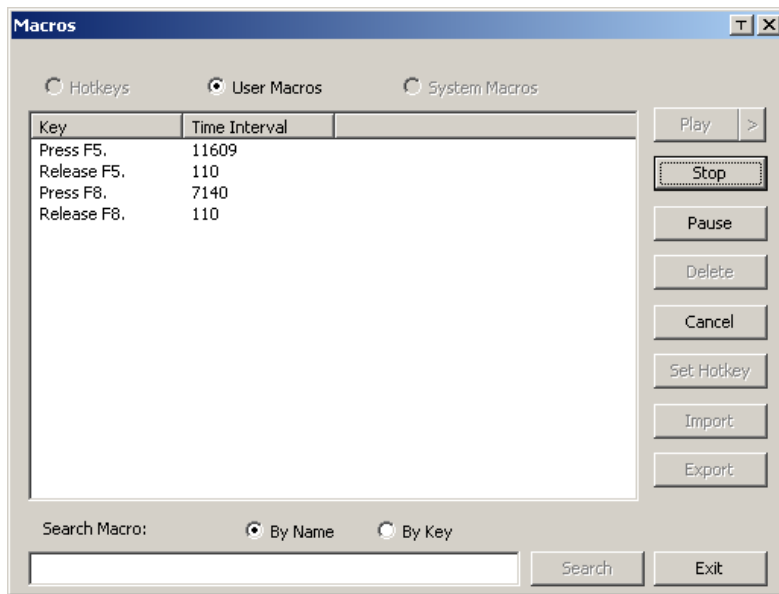 Macros
Hotkeys User Macros System Macros
Key Time Interval
Press F5. 11609
Release F5. 110
Press F8. 7140
Release F8. 110
Play >
Stop
Pause
Delete
Cancel
Set Hotkey
Import
Export
Search Macro: By Name By Key
Search Exit